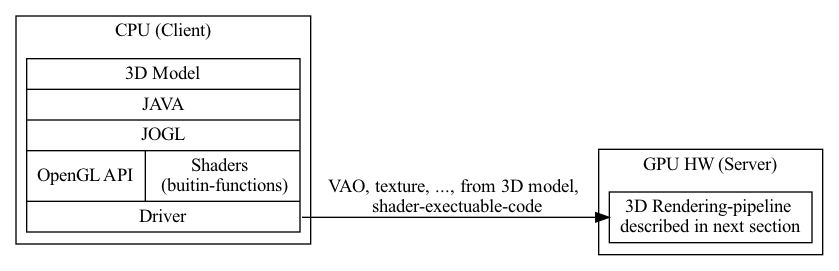 CPU (Client)
3D Model
JAVA
JOGL
OpenGL API
Shaders
(buitin-functions)
Driver
VAO, texture, ..., from 3D model,
shader-exectuable-code
GPU HW (Server)
3D Rendering-pipeline
described in next section